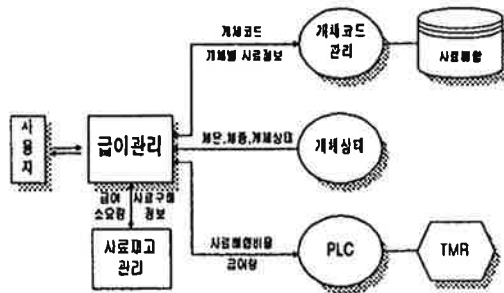 개체코드
개체별 사료정보
개체코드
관리
사료배합
사
용
자
급이관리
체온,체중,개체상태
개체상태
급여
소요량
사료구매
정보
사료재고
관리
사료배합비율
급여량
PLC
TMR